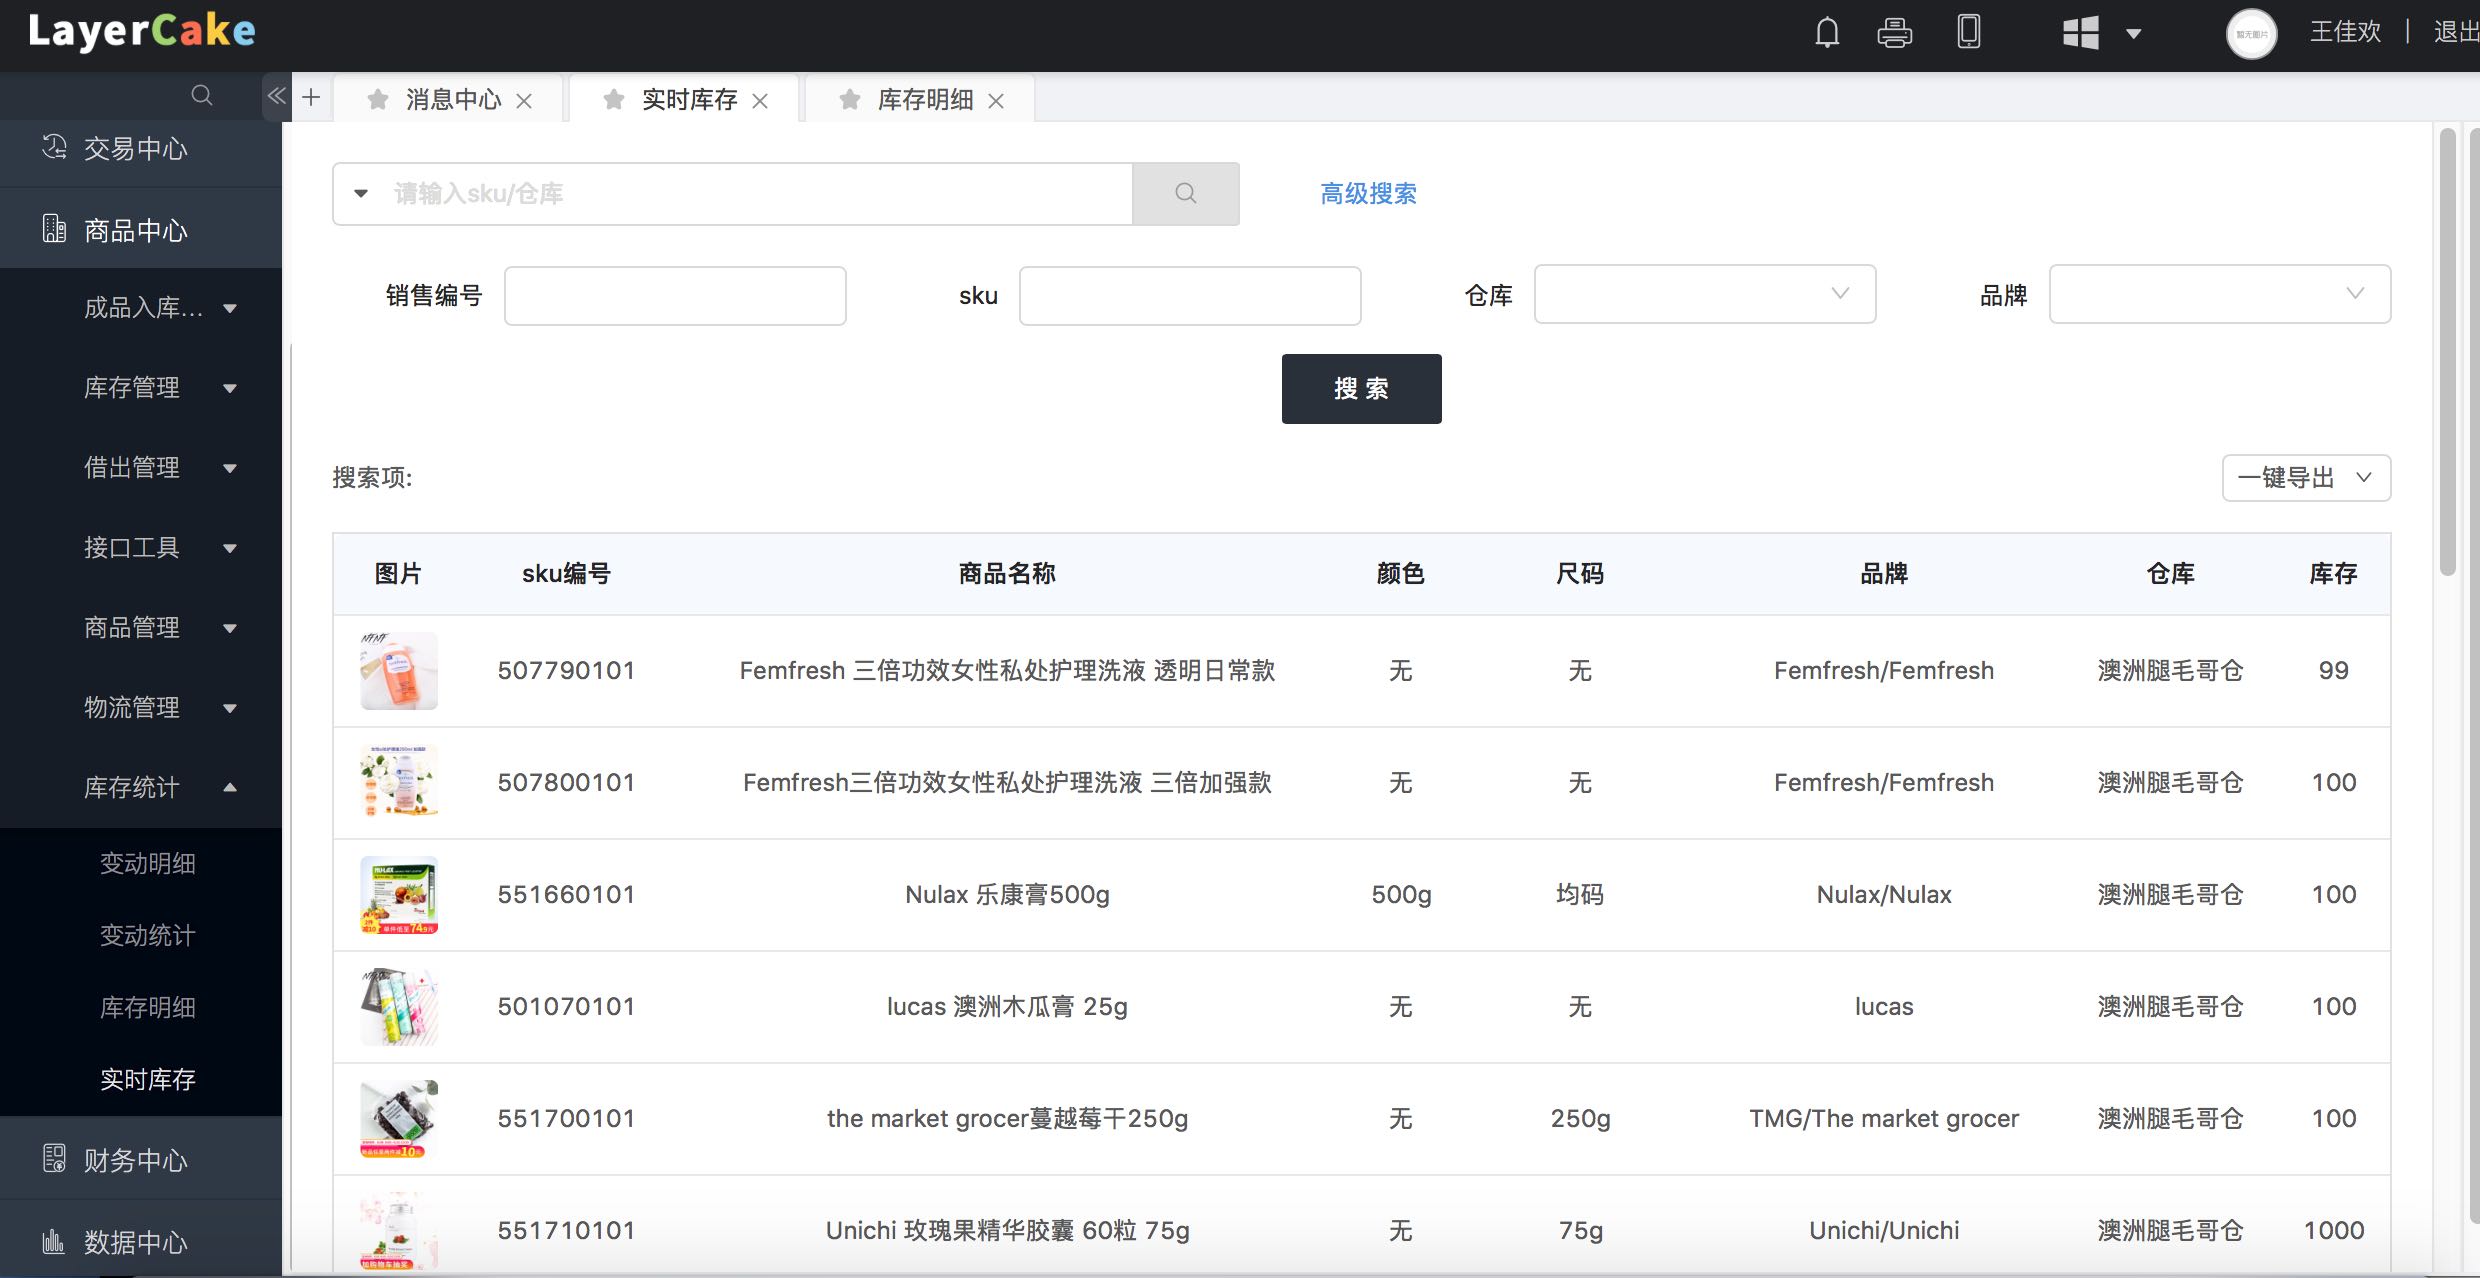 LayerCake
王佳欢 | 退出
消息中心
实时库存
库存明细
交易中心
商品中心
成品入库...
库存管理
借出管理
接口工具
商品管理
物流管理
库存统计
变动明细
变动统计
库存明细
实时库存
财务中心
数据中心
请输入sku/仓库
高级搜索
销售编号 sku 仓库 品牌
搜 索
搜索项:
一键导出
图片 sku编号 商品名称 颜色 尺码 品牌 仓库 库存
507790101 Femfresh 三倍功效女性私处护理洗液 透明日常款 无 无 Femfresh/Femfresh 澳洲腿毛哥仓 99
507800101 Femfresh三倍功效女性私处护理洗液 三倍加强款 无 无 Femfresh/Femfresh 澳洲腿毛哥仓 100
551660101 Nulax 乐康膏500g 500g 均码 Nulax/Nulax 澳洲腿毛哥仓 100
501070101 lucas 澳洲木瓜膏 25g 无 无 lucas 澳洲腿毛哥仓 100
551700101 the market grocer蔓越莓干250g 无 250g TMG/The market grocer 澳洲腿毛哥仓 100
551710101 Unichi 玫瑰果精华胶囊 60粒 75g 无 75g Unichi/Unichi 澳洲腿毛哥仓 1000